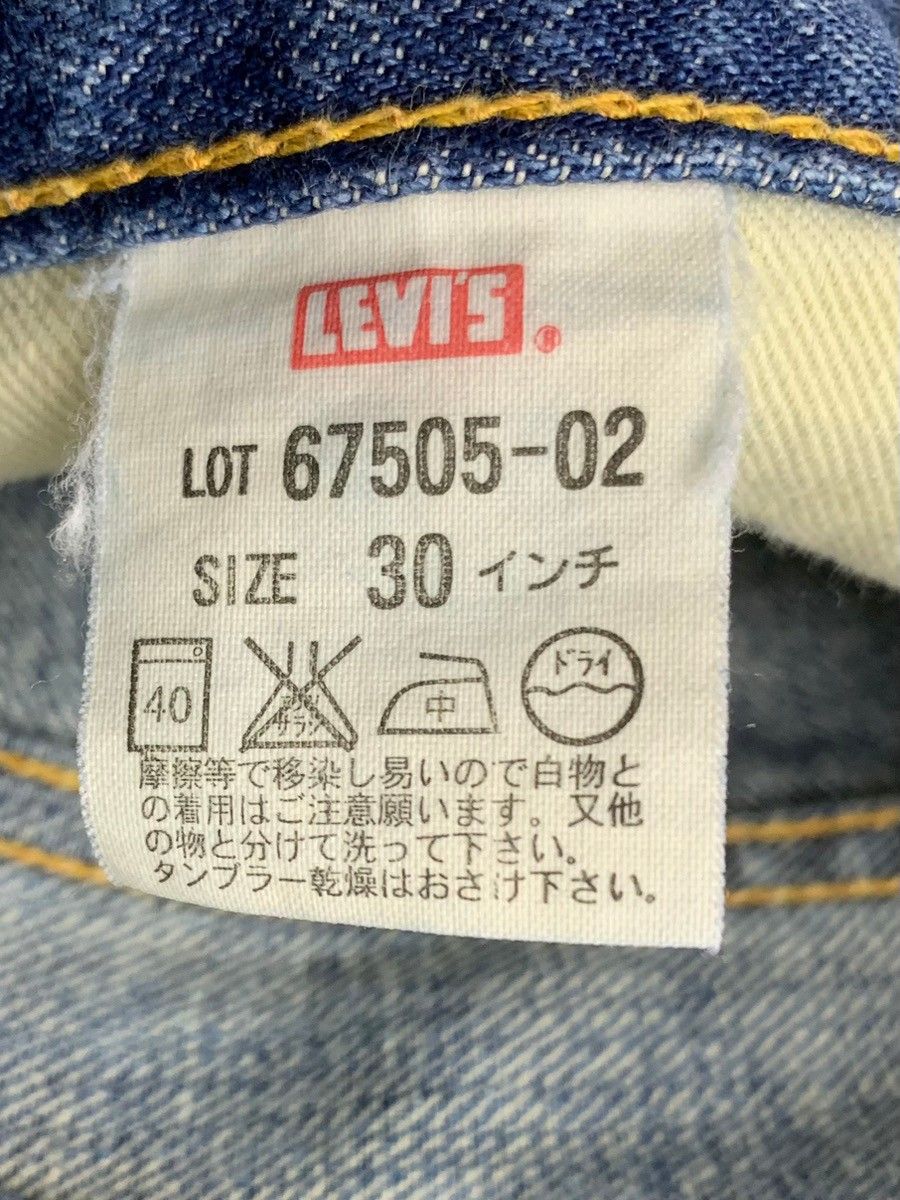 LEVI'S®
LOT 67505-02
SIZE 30 インチ
40
サラシ
中
ドライ
摩擦等で移染し易いので白物と
の着用はご注意願います。又他
の物と分けて洗って下さい。
タンブラー乾燥はおさけ下さい。